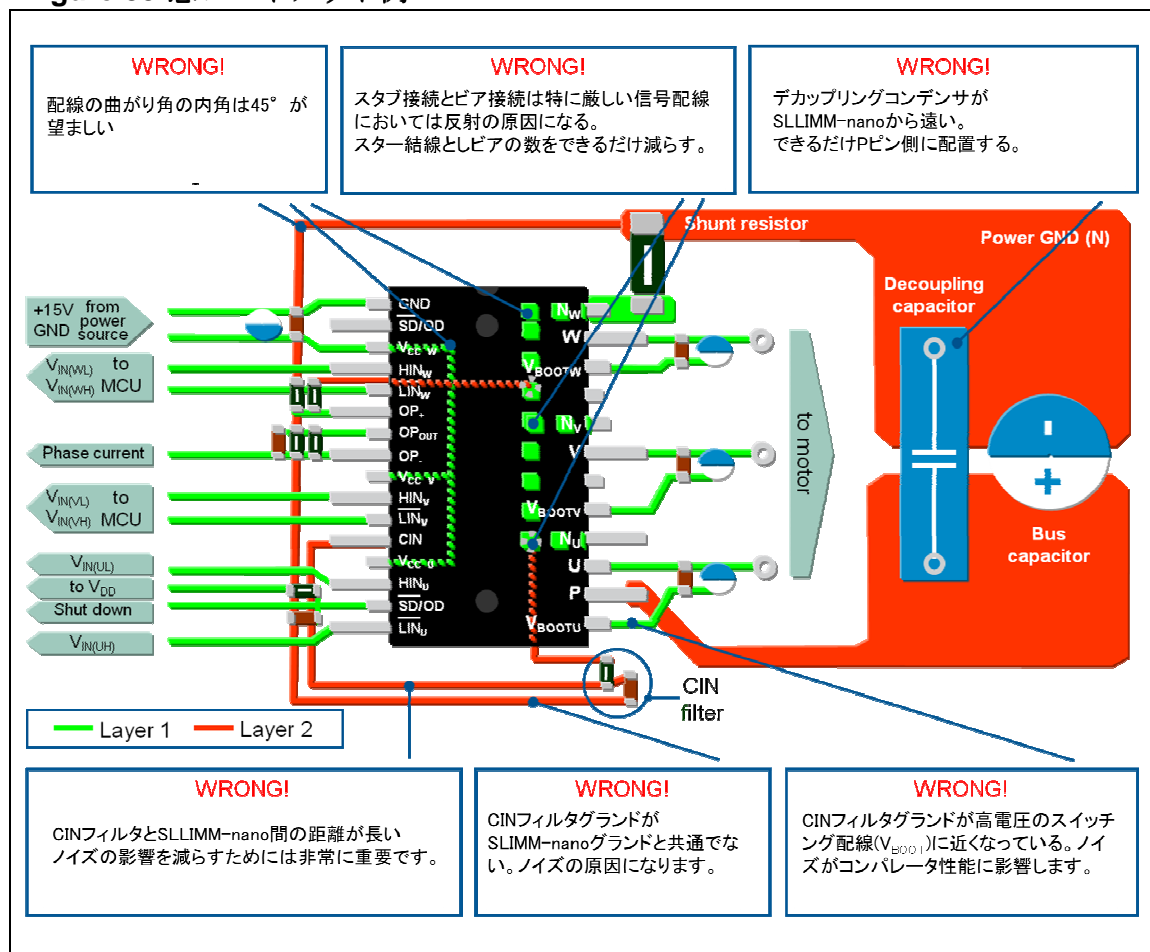 WRONG!
配線の曲がり角の内角は45°が
望ましい
-
WRONG!
スタブ接続とビア接続は特に厳しい信号配線
においては反射の原因になる。
スター結線としビアの数をできるだけ減らす。
WRONG!
デカップリングコンデンサが
SLLIMM-nanoから遠い。
できるだけPピン側に配置する。
Shunt resistor
Power GND (N)
Decoupling
capacitor
Bus
capacitor
+15V from
GND power
source
VIN(WL) to
VIN(WH) MCU
Phase current
VIN(VL) to
VIN(VH) MCU
VIN(UL)
to VDD
Shut down
VIN(UH)
GND
SD/OD
VCC W
HINW
LINW
OP+
OPOUT
OP-
VCC V
HINV
LINV
CIN
VCC U
HINU
SD/OD
LINU
NW
W
VBOOTW
NV
V
VBOOTV
NU
U
P
VBOOTU
to motor
CIN
filter
Layer 1
Layer 2
WRONG!
CINフィルタとSLLIMM-nano間の距離が長い
ノイズの影響を減らすためには非常に重要です。
WRONG!
CINフィルタグランドが
SLIMM-nanoグランドと共通でな
い。ノイズの原因になります。
WRONG!
CINフィルタグランドが高電圧のスイッチ
ング配線(VBOOT)に近くなっている。ノイ
ズがコンパレータ性能に影響します。